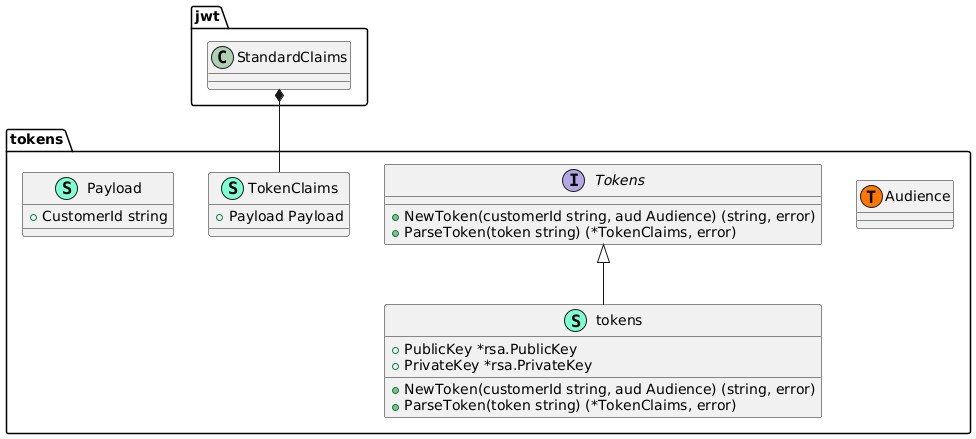 jwt
C StandardClaims
tokens
S Payload
CustomerId string
S TokenClaims
Payload Payload
I Tokens
NewToken(customerId string, aud Audience) (string, error)
ParseToken(token string) (*TokenClaims, error)
T Audience
S tokens
PublicKey *rsa.PublicKey
PrivateKey *rsa.PrivateKey
NewToken(customerId string, aud Audience) (string, error)
ParseToken(token string) (*TokenClaims, error)